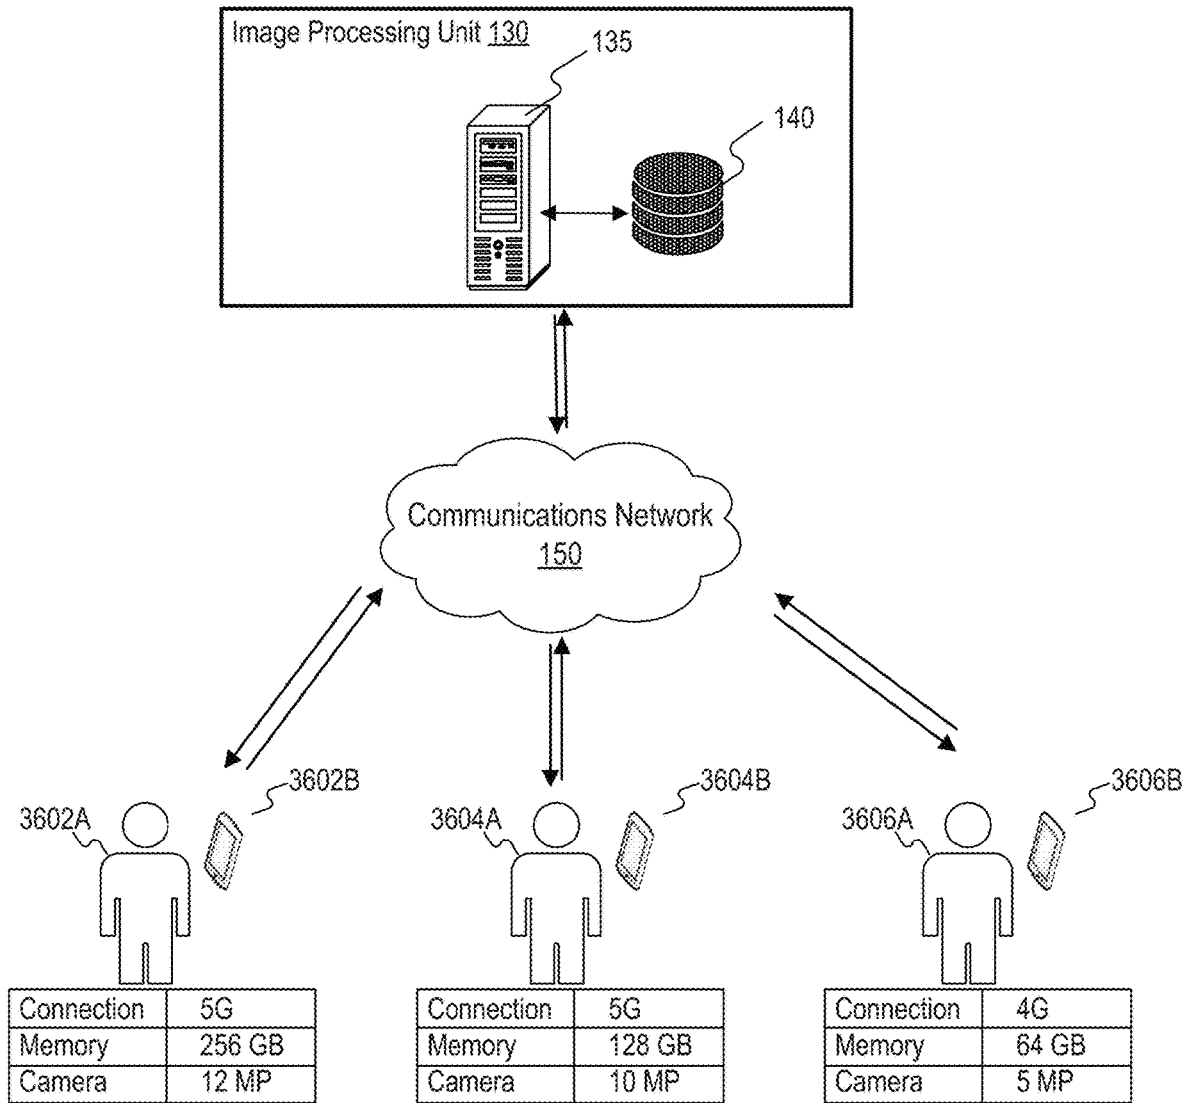 Image Processing Unit 130
135
140
Communications Network
150
3602A
3602B
3604A
3604B
3606A
3606B
Connection 5G
Memory 256 GB
Camera 12 MP
Connection 5G
Memory 128 GB
Camera 10 MP
Connection 4G
Memory 64 GB
Camera 5 MP